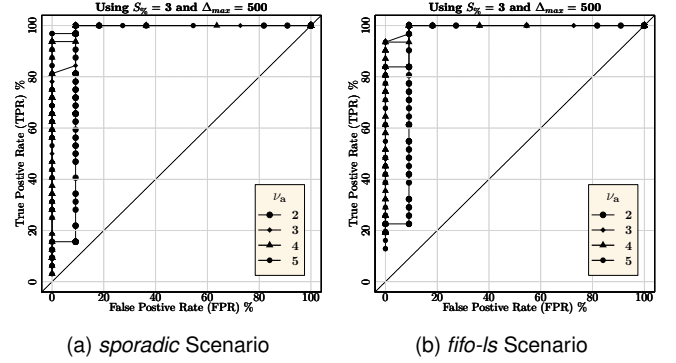 Using S% = 3 and Δmax = 500
True Postive Rate (TPR) %
100
80
60
40
20
0
νa
2
3
4
5
0 20 40 60 80 100
False Postive Rate (FPR) %
(a) sporadic Scenario
Using S% = 3 and Δmax = 500
True Postive Rate (TPR) %
100
80
60
40
20
0
νa
2
3
4
5
0 20 40 60 80 100
False Postive Rate (FPR) %
(b) fifo-ls Scenario